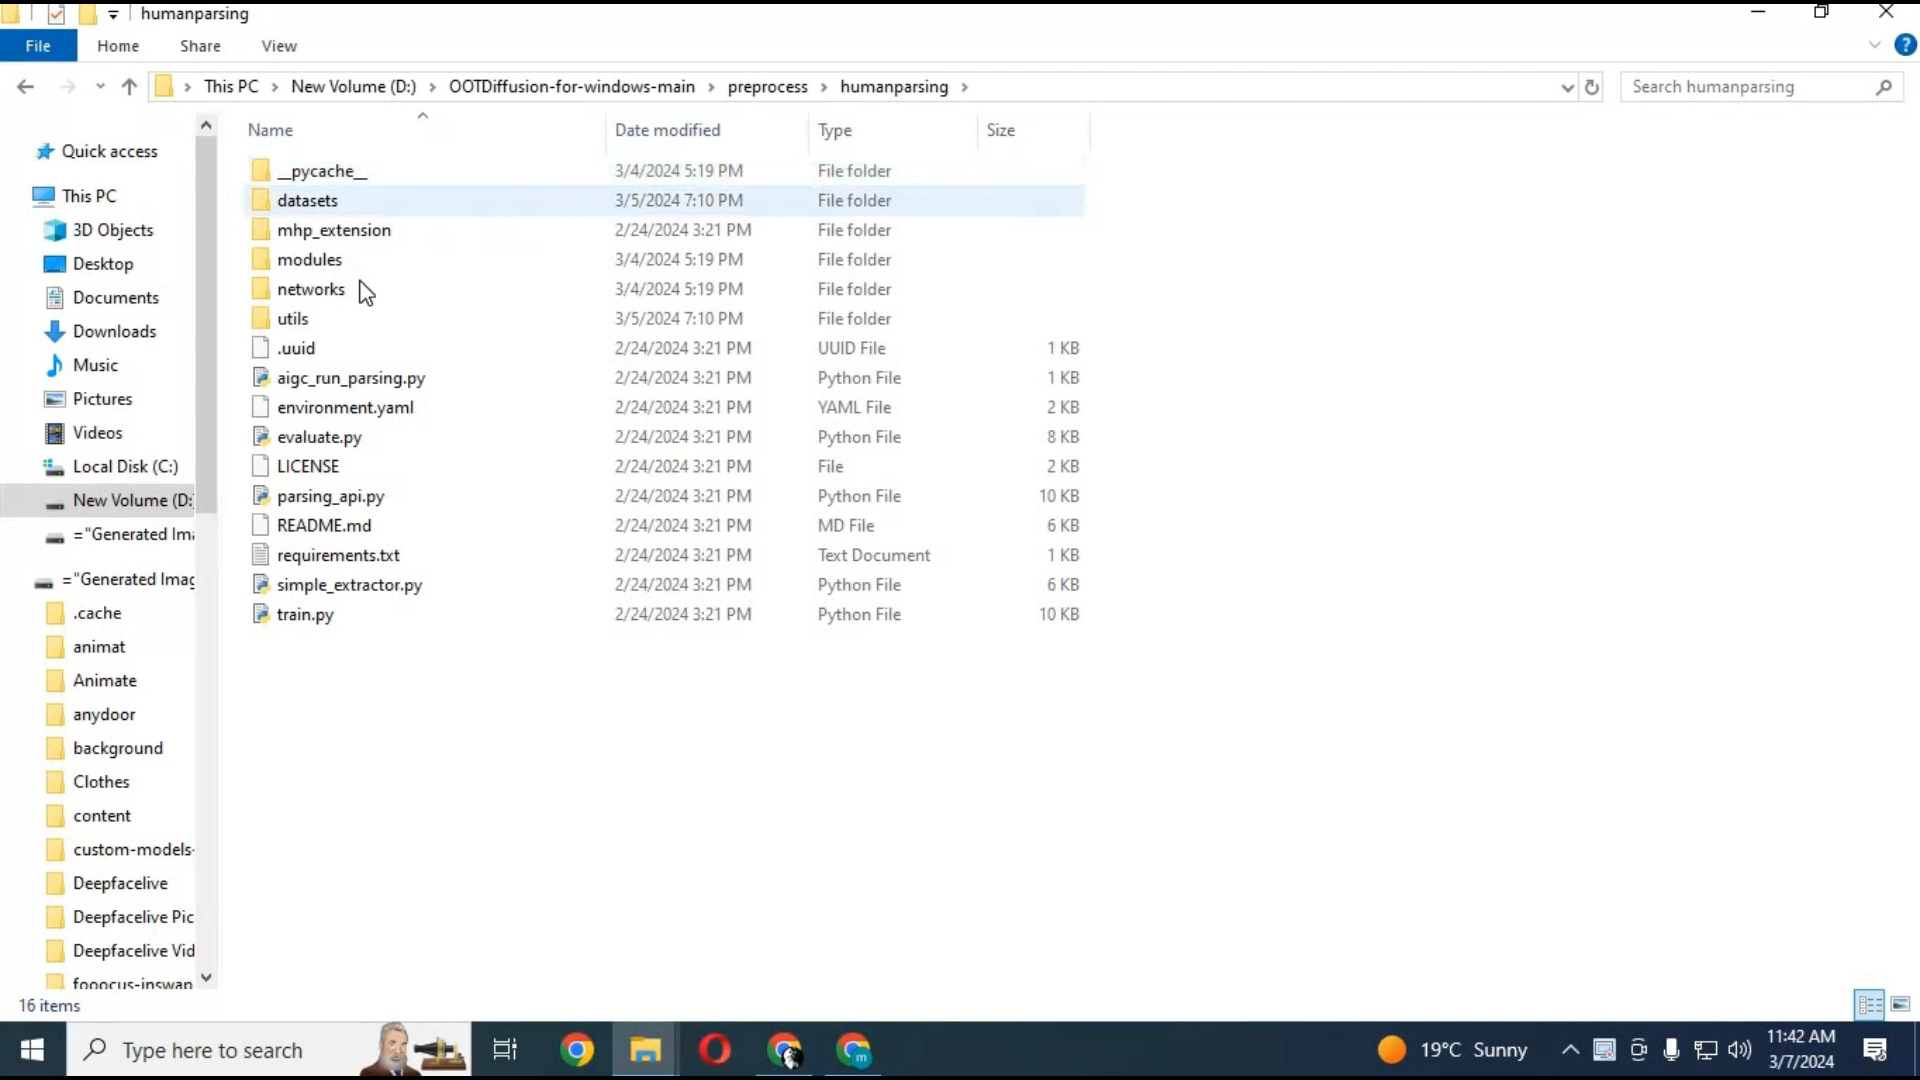 humanparsing
File Home Share View
This PC New Volume (D:) OOTDiffusion-for-windows-main preprocess humanparsing
Search humanparsing
Name Date modified Type Size
Quick access
This PC
3D Objects
Desktop
Documents
Downloads
Music
Pictures
Videos
Local Disk (C:)
New Volume (D:
="Generated Ima
="Generated Imag
.cache
animat
Animate
anydoor
background
Clothes
content
custom-models-
Deepfacelive
Deepfacelive Pic
Deepfacelive Vid
fooocus-inswap
__pycache__ 3/4/2024 5:19 PM File folder
datasets 3/5/2024 7:10 PM File folder
mhp_extension 2/24/2024 3:21 PM File folder
modules 3/4/2024 5:19 PM File folder
networks 3/4/2024 5:19 PM File folder
utils 3/5/2024 7:10 PM File folder
.uuid 2/24/2024 3:21 PM UUID File 1 KB
aigc_run_parsing.py 2/24/2024 3:21 PM Python File 1 KB
environment.yaml 2/24/2024 3:21 PM YAML File 2 KB
evaluate.py 2/24/2024 3:21 PM Python File 8 KB
LICENSE 2/24/2024 3:21 PM File 2 KB
parsing_api.py 2/24/2024 3:21 PM Python File 10 KB
README.md 2/24/2024 3:21 PM MD File 6 KB
requirements.txt 2/24/2024 3:21 PM Text Document 1 KB
simple_extractor.py 2/24/2024 3:21 PM Python File 6 KB
train.py 2/24/2024 3:21 PM Python File 10 KB
16 items
Type here to search
19°C Sunny
11:42 AM
3/7/2024